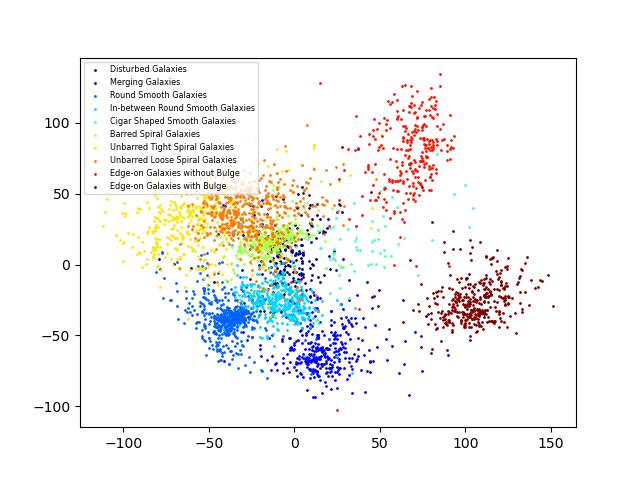 Disturbed Galaxies
Merging Galaxies
Round Smooth Galaxies
In-between Round Smooth Galaxies
Cigar Shaped Smooth Galaxies
Barred Spiral Galaxies
Unbarred Tight Spiral Galaxies
Unbarred Loose Spiral Galaxies
Edge-on Galaxies without Bulge
Edge-on Galaxies with Bulge
100
50
0
−50
−100
−100 −50 0 50 100 150